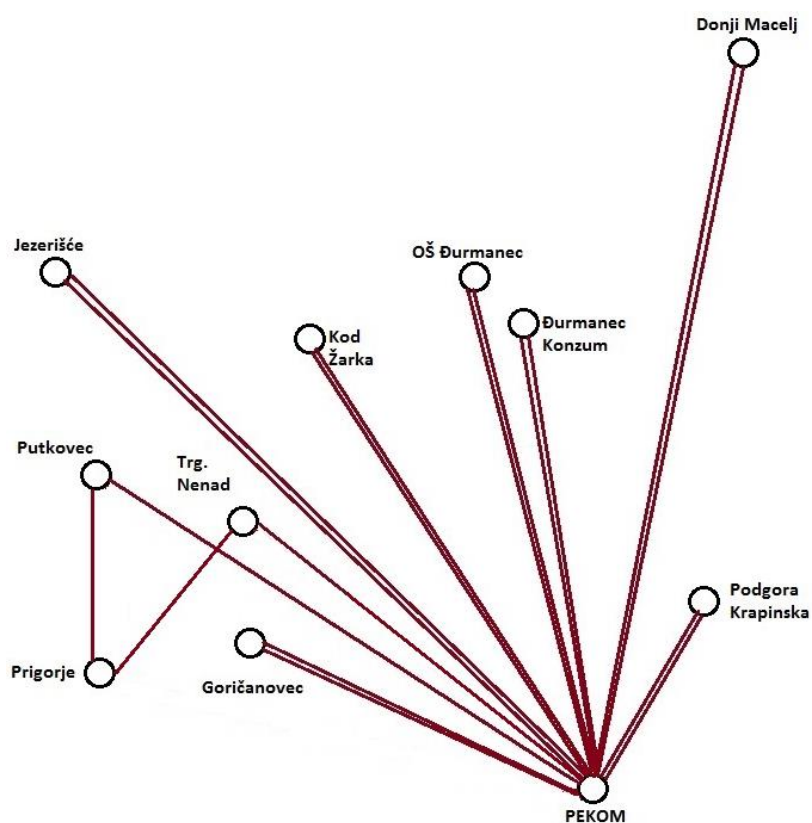 Donji Macelj
Jezerišće
OŠ Đurmanec
Kod
Žarka
Đurmanec
Konzum
Putkovec
Trg.
Nenad
Podgora
Krapinska
Prigorje
Goričanovec
PEKOM